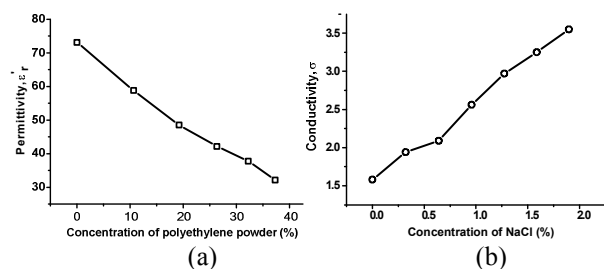 80
70
60
50
40
30
0 10 20 30 40
Permittivity, ε'r
Concentration of polyethylene powder (%)
(a)
3.5
3.0
2.5
2.0
1.5
0.0 0.5 1.0 1.5 2.0
Conductivity, σ
Concentration of NaCl (%)
(b)